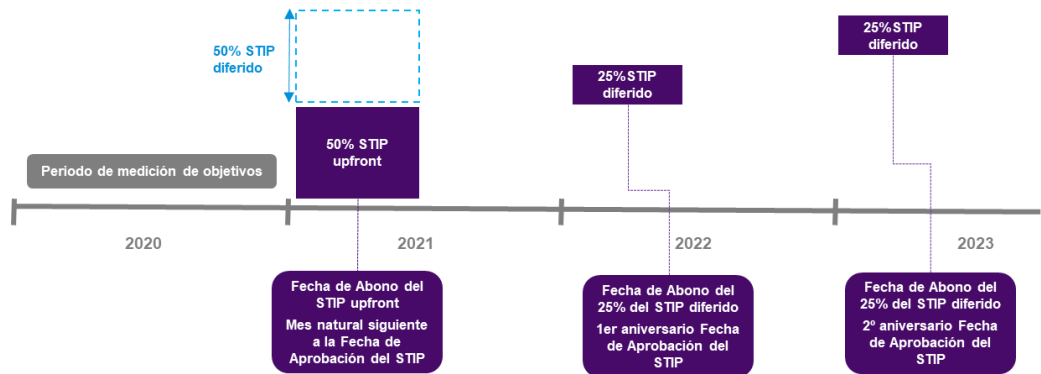 50% STIP
diferido
50% STIP
upfront
25%STIP
diferido
25%STIP
diferido
Periodo de medición de objetivos
2020
2021
2022
2023
Fecha de Abono del
STIP upfront
Mes natural siguiente
a la Fecha de
Aprobación del STIP
Fecha de Abono del
25% del STIP diferido
1er aniversario Fecha
de Aprobación del
STIP
Fecha de Abono del
25% del STIP diferido
2º aniversario Fecha
de Aprobación del
STIP